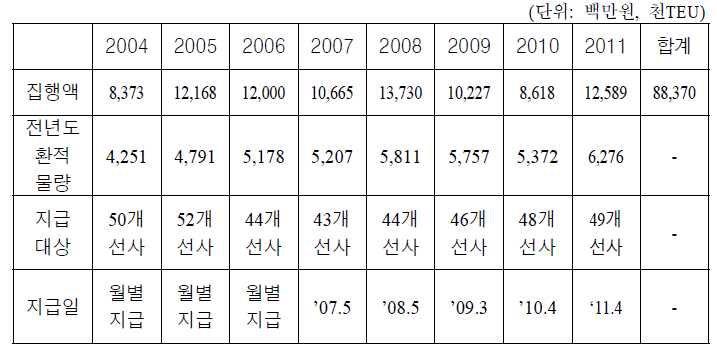 (단위: 백만원, 천TEU)
2004 2005 2006 2007 2008 2009 2010 2011 합계
집행액 8,373 12,168 12,000 10,665 13,730 10,227 8,618 12,589 88,370
전년도
환적
물량 4,251 4,791 5,178 5,207 5,811 5,757 5,372 6,276 -
지급
대상 50개
선사 52개
선사 44개
선사 43개
선사 44개
선사 46개
선사 48개
선사 49개
선사 -
지급일 월별
지급 월별
지급 월별
지급 ’07.5 ’08.5 ’09.3 ’10.4 ‘11.4 -